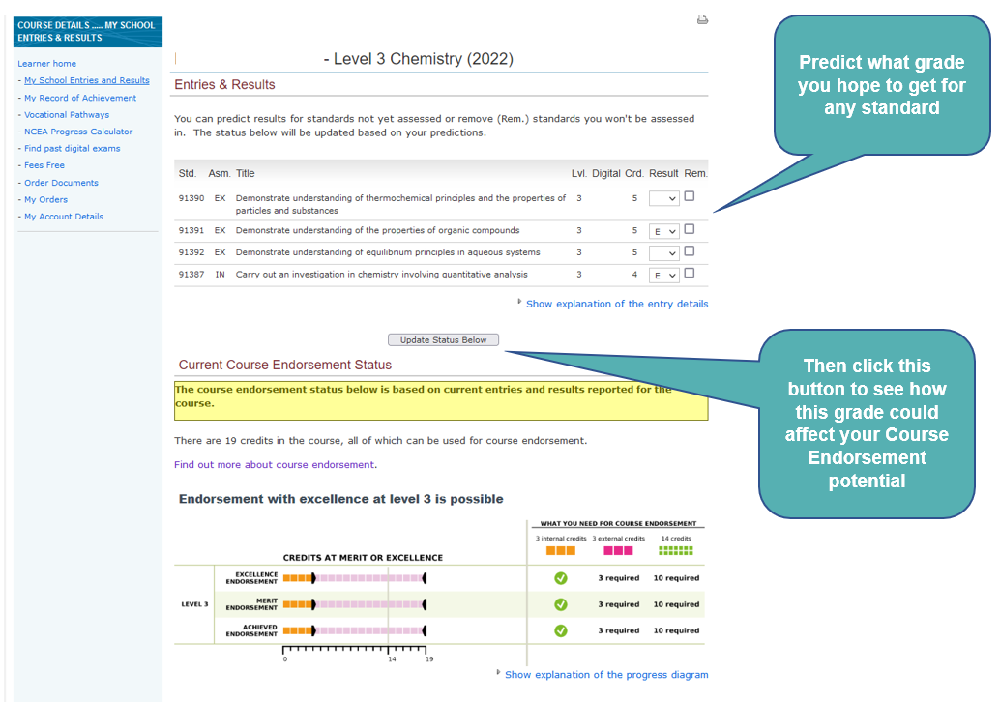 COURSE DETAILS ..... MY SCHOOL
ENTRIES & RESULTS
Learner home
- My School Entries and Results
- My Record of Achievement
- Vocational Pathways
- NCEA Progress Calculator
- Find past digital exams
- Fees Free
- Order Documents
- My Orders
- My Account Details
- Level 3 Chemistry (2022)
Entries & Results
You can predict results for standards not yet assessed or remove (Rem.) standards you won't be assessed
in. The status below will be updated based on your predictions.
Std. Asm. Title Lvl. Digital Crd. Result Rem.
91390 EX Demonstrate understanding of thermochemical principles and the properties of 3 5
particles and substances
91391 EX Demonstrate understanding of the properties of organic compounds 3 5 E
91392 EX Demonstrate understanding of equilibrium principles in aqueous systems 3 5
91387 IN Carry out an investigation in chemistry involving quantitative analysis 3 4 E
Show explanation of the entry details
Update Status Below
Current Course Endorsement Status
The course endorsement status below is based on current entries and results reported for the
course.
There are 19 credits in the course, all of which can be used for course endorsement.
Find out more about course endorsement.
Endorsement with excellence at level 3 is possible
WHAT YOU NEED FOR COURSE ENDORSEMENT
3 internal credits 3 external credits 14 credits
CREDITS AT MERIT OR EXCELLENCE
EXCELLENCE
ENDORSEMENT 3 required 10 required
LEVEL 3
MERIT
ENDORSEMENT 3 required 10 required
ACHIEVED
ENDORSEMENT 3 required 10 required
0 14 19
Show explanation of the progress diagram
Predict what grade
you hope to get for
any standard
Then click this
button to see how
this grade could
affect your Course
Endorsement
potential